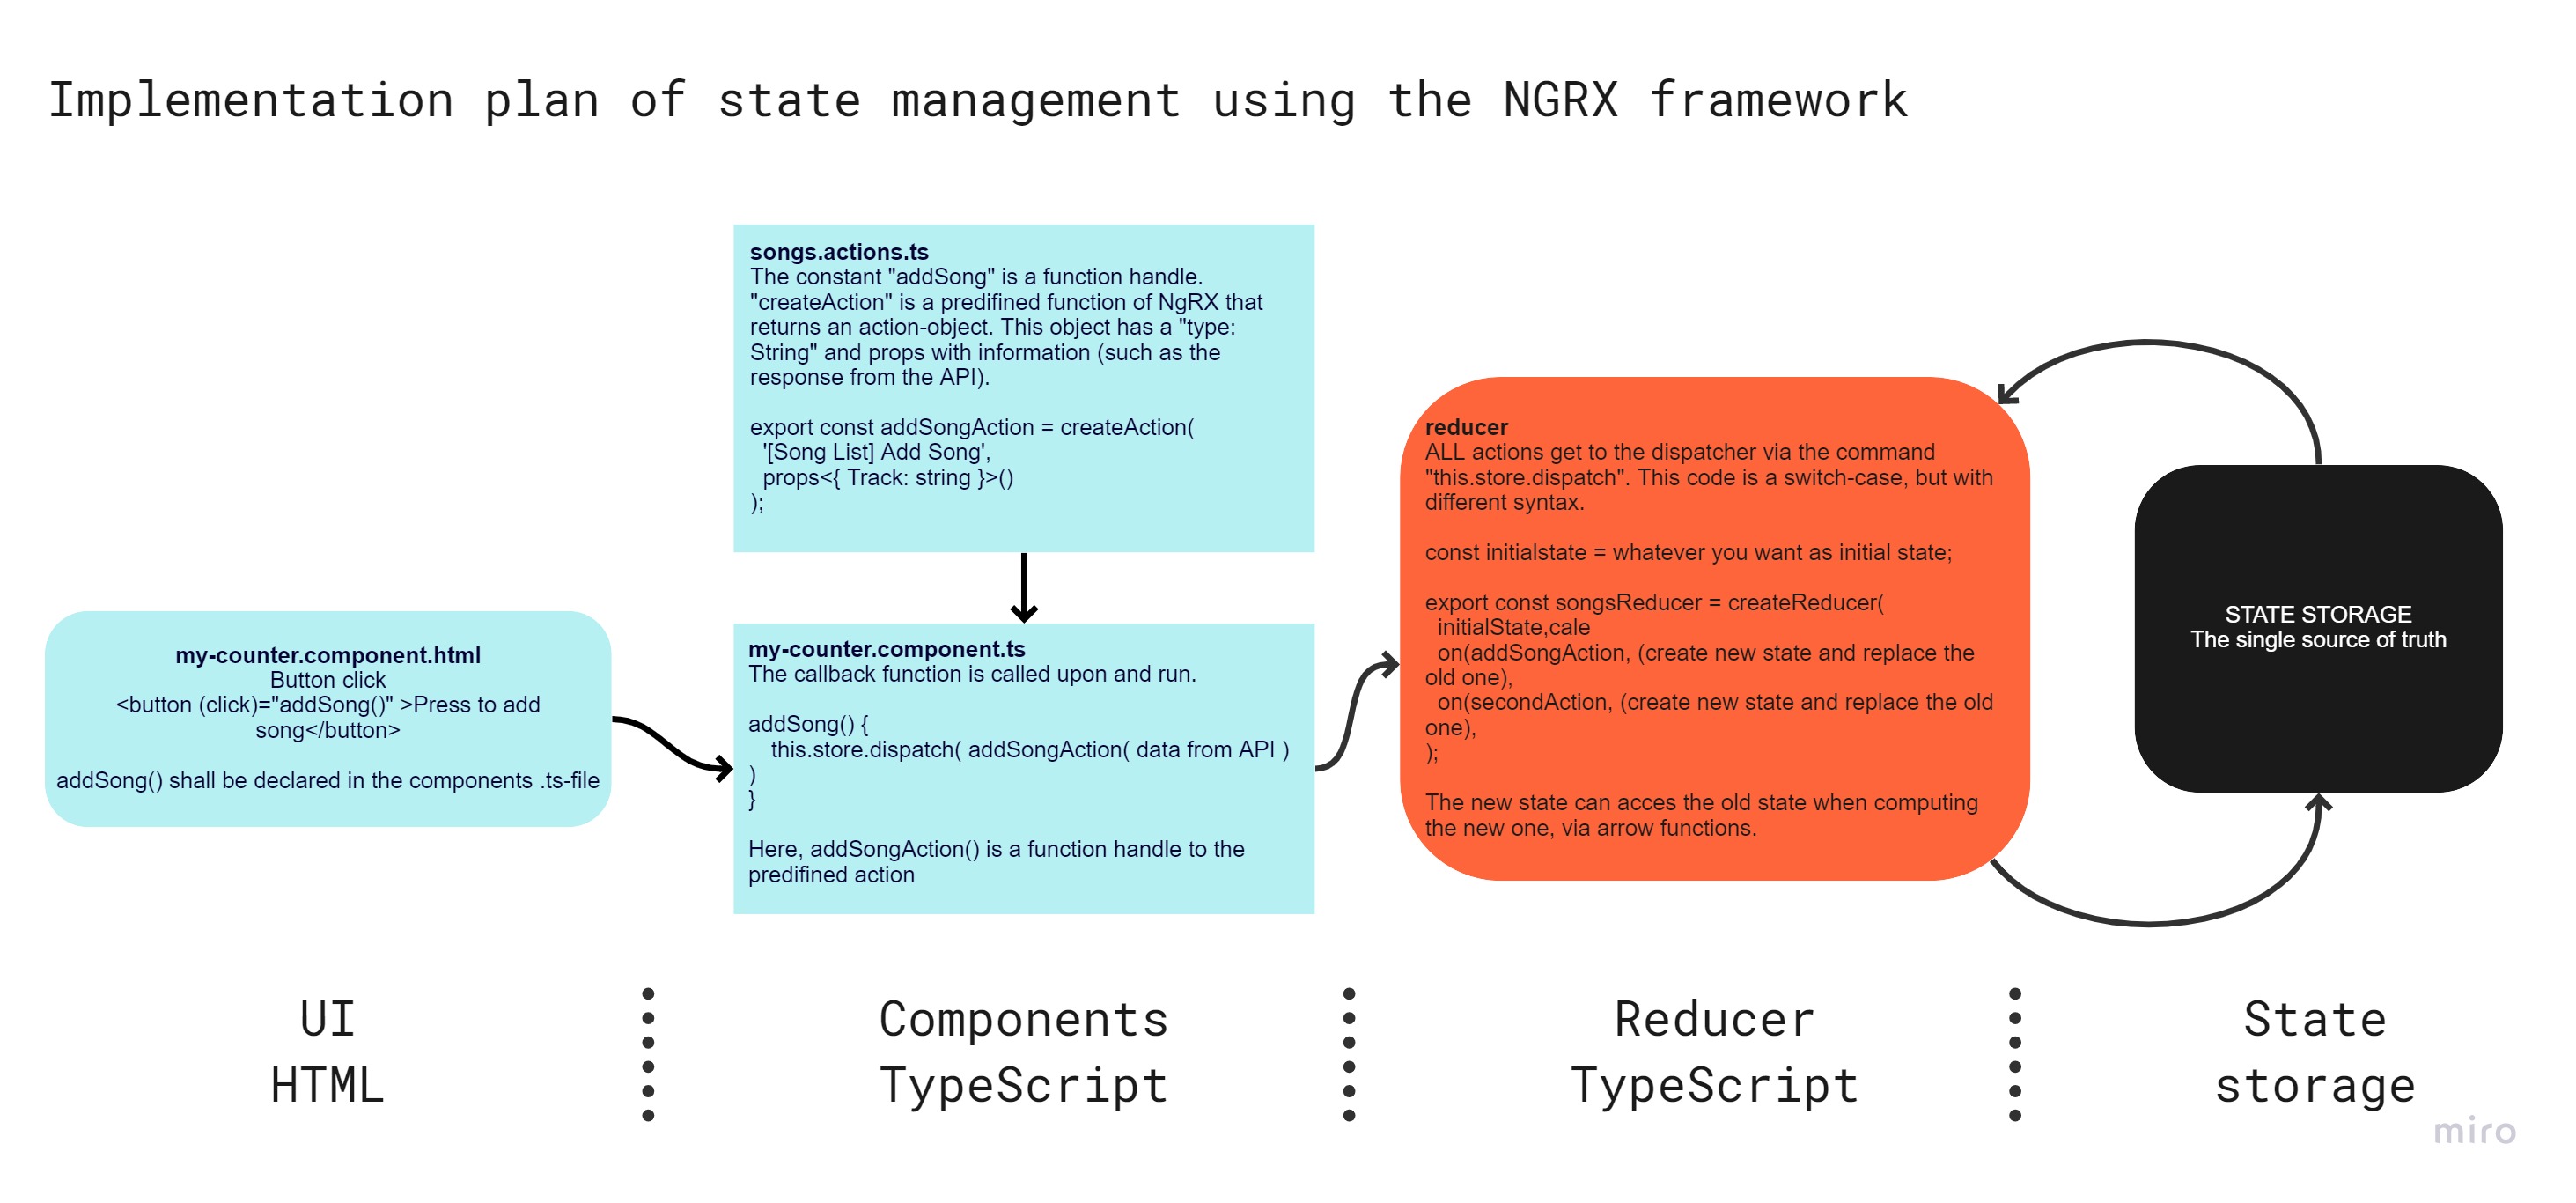 Implementation plan of state management using the NGRX framework
songs.actions.ts
The constant "addSong" is a function handle.
"createAction" is a predifined function of NgRX that
returns an action-object. This object has a "type:
String" and props with information (such as the
response from the API).
export const addSongAction = createAction(
'[Song List] Add Song',
props<{ Track: string }>()
);
my-counter.component.html
Button click
<button (click)="addSong()" >Press to add
song</button>
addSong() shall be declared in the components .ts-file
my-counter.component.ts
The callback function is called upon and run.
addSong() {
this.store.dispatch( addSongAction( data from API )
)
}
Here, addSongAction() is a function handle to the
predifined action
reducer
ALL actions get to the dispatcher via the command
"this.store.dispatch". This code is a switch-case, but with
different syntax.
const initialstate = whatever you want as initial state;
export const songsReducer = createReducer(
initialState,cale
on(addSongAction, (create new state and replace the
old one),
on(secondAction, (create new state and replace the old
one),
);
The new state can acces the old state when computing
the new one, via arrow functions.
STATE STORAGE
The single source of truth
UI
HTML
Components
TypeScript
Reducer
TypeScript
State
storage
miro